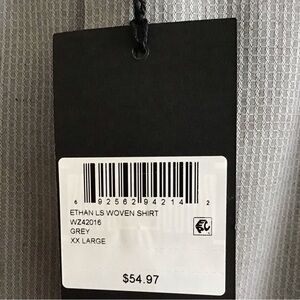 6 92562 94214 2
ETHAN LS WOVEN SHIRT
WZ42016
GREY
XX LARGE
$54.97